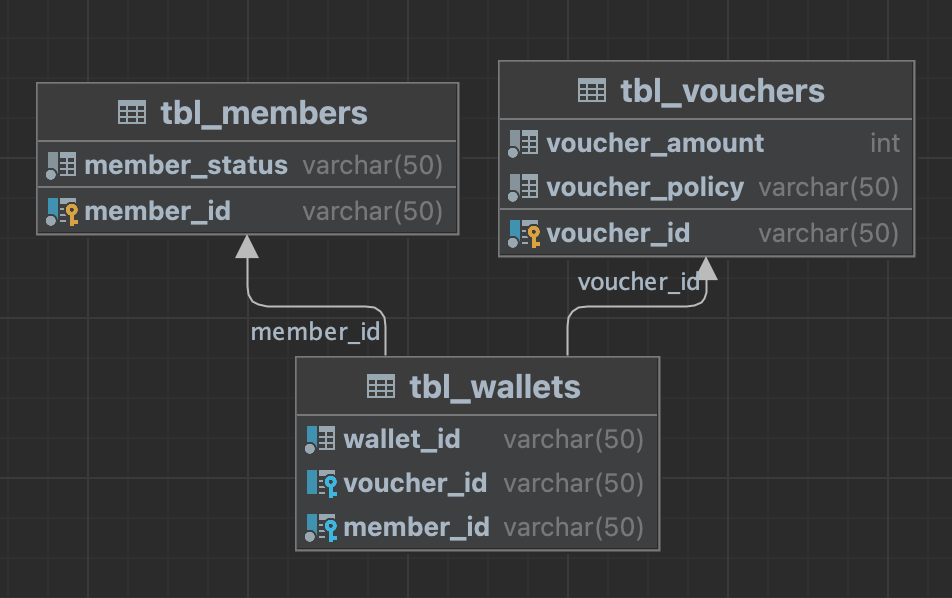 tbl_members
member_status varchar(50)
member_id varchar(50)
tbl_vouchers
voucher_amount int
voucher_policy varchar(50)
voucher_id varchar(50)
voucher_id
member_id
tbl_wallets
wallet_id varchar(50)
voucher_id varchar(50)
member_id varchar(50)